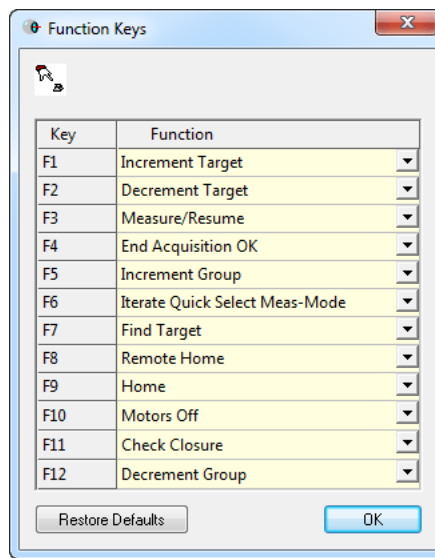 Function Keys
Key Function
F1 Increment Target
F2 Decrement Target
F3 Measure/Resume
F4 End Acquisition OK
F5 Increment Group
F6 Iterate Quick Select Meas-Mode
F7 Find Target
F8 Remote Home
F9 Home
F10 Motors Off
F11 Check Closure
F12 Decrement Group
Restore Defaults OK